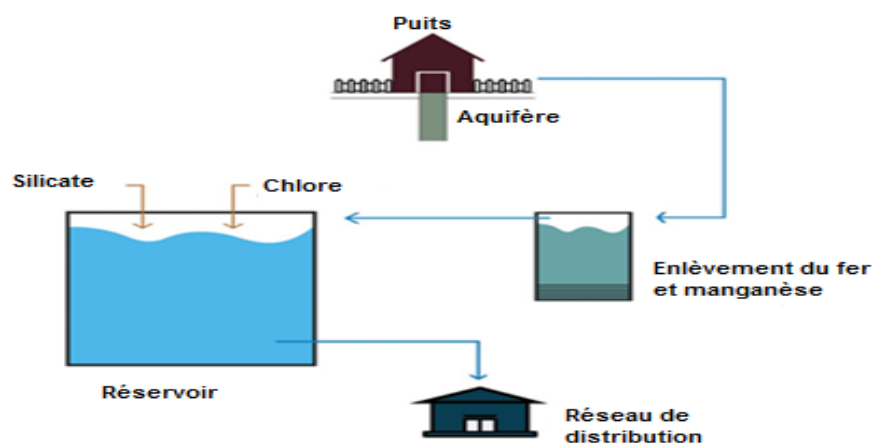 Puits
Aquifère
Silicate
Chlore
Enlèvement du fer
et manganèse
Réservoir
Réseau de
distribution